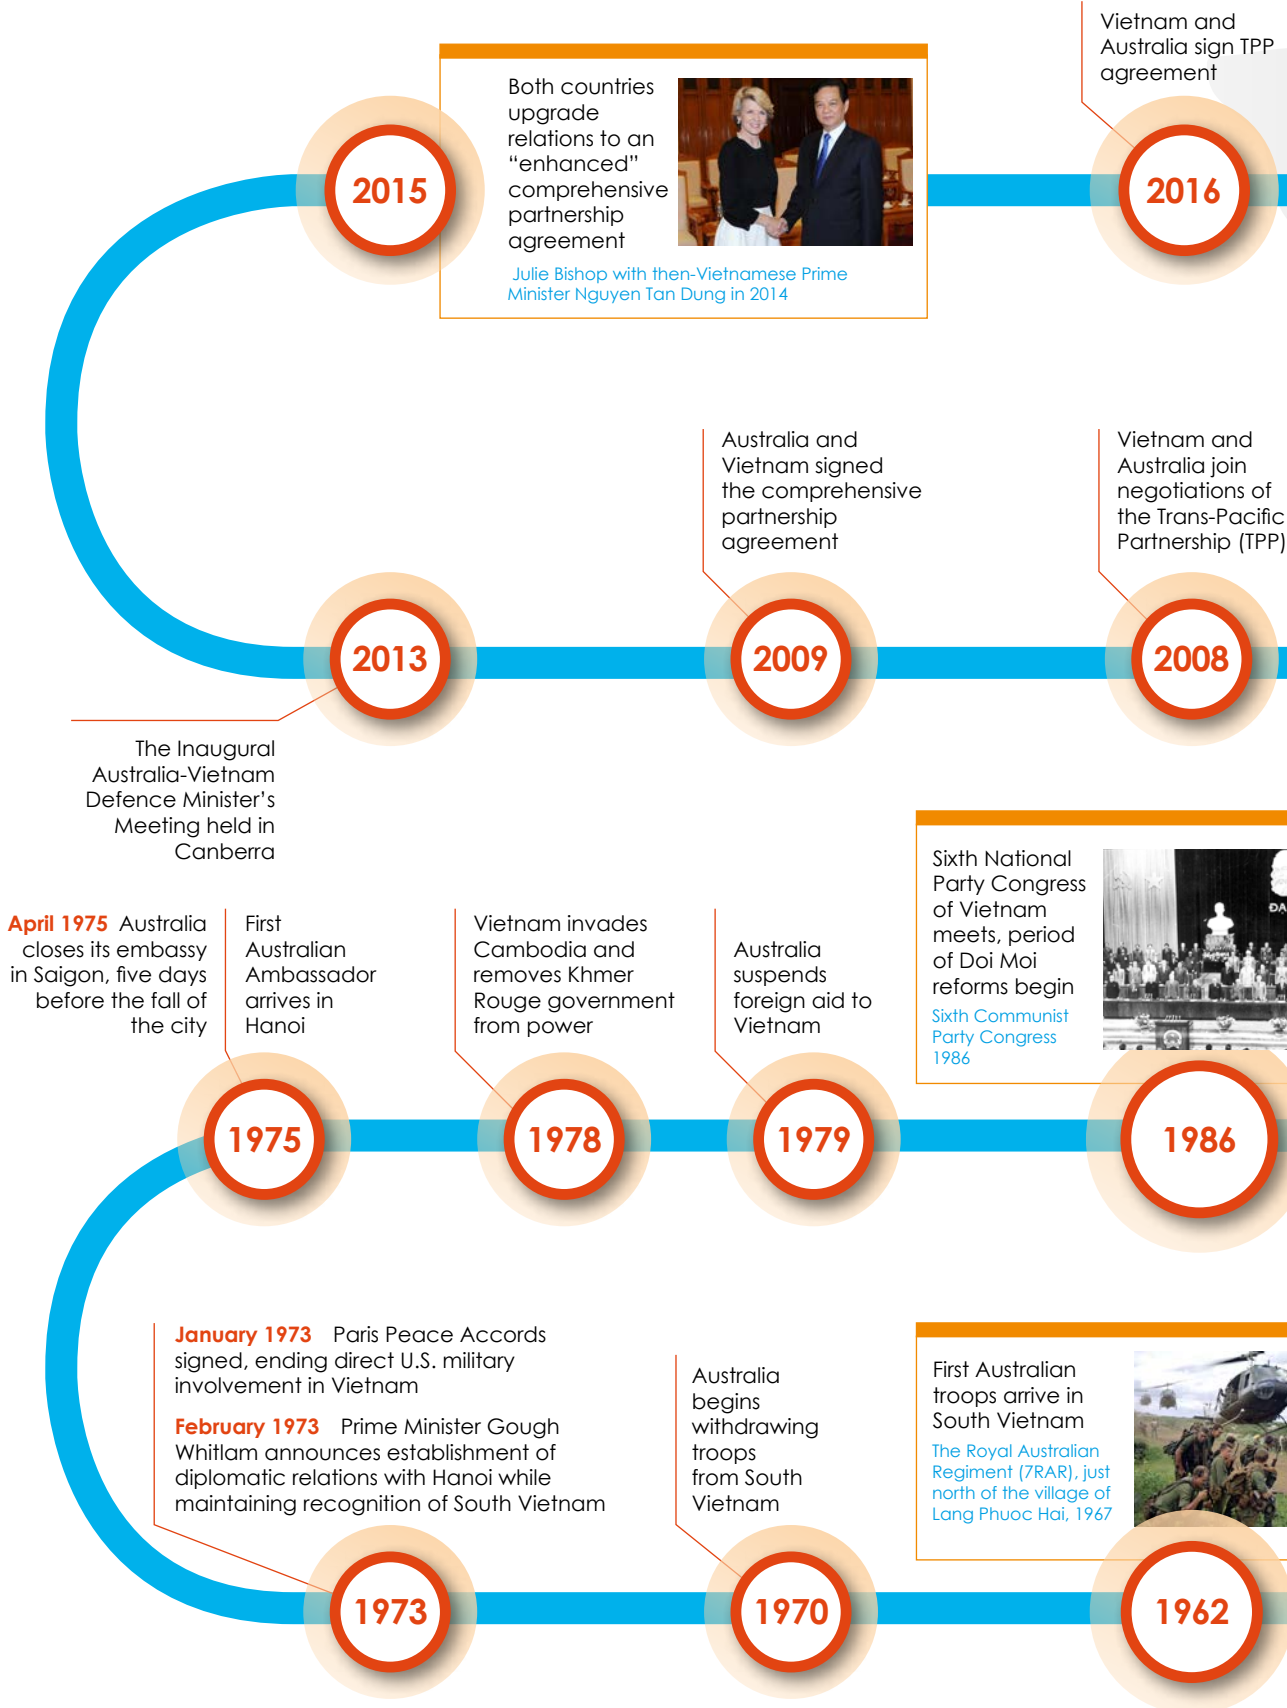 Vietnam and
Australia sign TPP
agreement
2016
Both countries
upgrade
relations to an
“enhanced”
comprehensive
partnership
agreement
Julie Bishop with then-Vietnamese Prime
Minister Nguyen Tan Dung in 2014
2015
Australia and
Vietnam signed
the comprehensive
partnership
agreement
2009
Vietnam and
Australia join
negotiations of
the Trans-Pacific
Partnership (TPP)
2008
2013
The Inaugural
Australia-Vietnam
Defence Minister’s
Meeting held in
Canberra
April 1975 Australia
closes its embassy
in Saigon, five days
before the fall of
the city
First
Australian
Ambassador
arrives in
Hanoi
1975
Vietnam invades
Cambodia and
removes Khmer
Rouge government
from power
1978
Australia
suspends
foreign aid to
Vietnam
1979
Sixth National
Party Congress
of Vietnam
meets, period
of Doi Moi
reforms begin
Sixth Communist
Party Congress
1986
1986
January 1973 Paris Peace Accords
signed, ending direct U.S. military
involvement in Vietnam
February 1973 Prime Minister Gough
Whitlam announces establishment of
diplomatic relations with Hanoi while
maintaining recognition of South Vietnam
1973
Australia
begins
withdrawing
troops
from South
Vietnam
1970
First Australian
troops arrive in
South Vietnam
The Royal Australian
Regiment (7RAR), just
north of the village of
Lang Phuoc Hai, 1967
1962